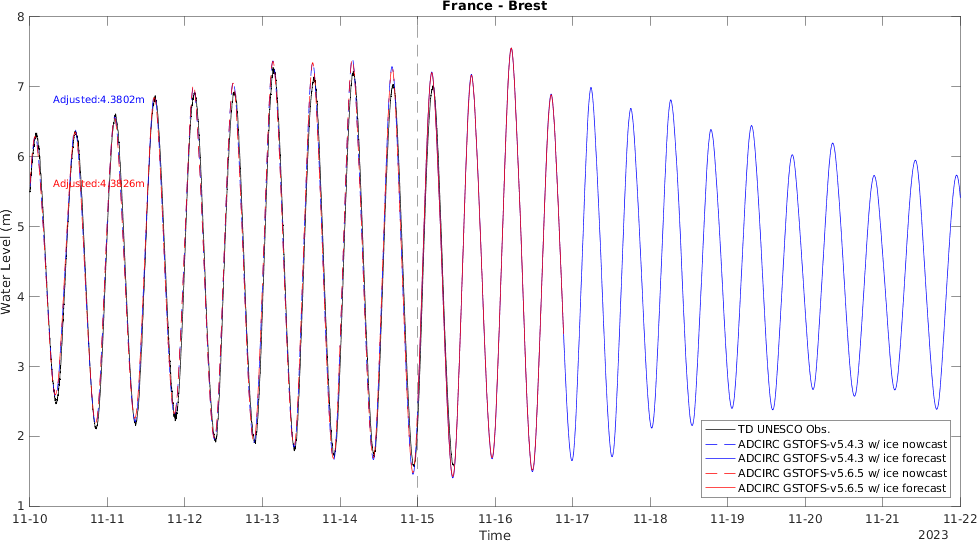 France - Brest
8
7
6
5
4
3
2
1
Water Level (m)
Adjusted:4.3802m
Adjusted:4.3826m
TD UNESCO Obs.
ADCIRC GSTOFS-v5.4.3 w/ ice nowcast
ADCIRC GSTOFS-v5.4.3 w/ ice forecast
ADCIRC GSTOFS-v5.6.5 w/ ice nowcast
ADCIRC GSTOFS-v5.6.5 w/ ice forecast
11-10 11-11 11-12 11-13 11-14 11-15 11-16 11-17 11-18 11-19 11-20 11-21 11-22
Time
2023